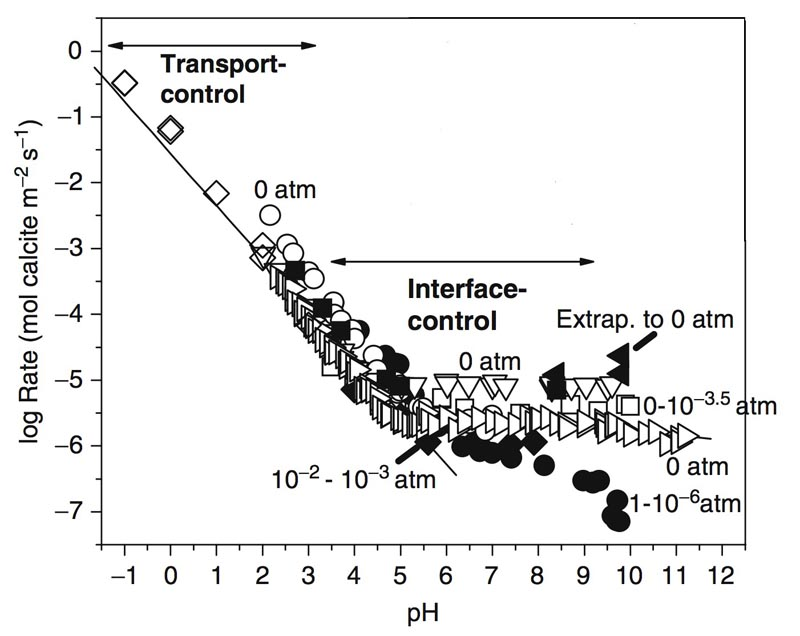 0
−1
−2
−3
−4
−5
−6
−7
log Rate (mol calcite m⁻² s⁻¹)
Transport-
control
0 atm
Interface-
control
Extrap. to 0 atm
0 atm
0-10⁻³·⁵ atm
0 atm
10⁻² - 10⁻³ atm
1-10⁻⁶atm
−1 0 1 2 3 4 5 6 7 8 9 10 11 12
pH